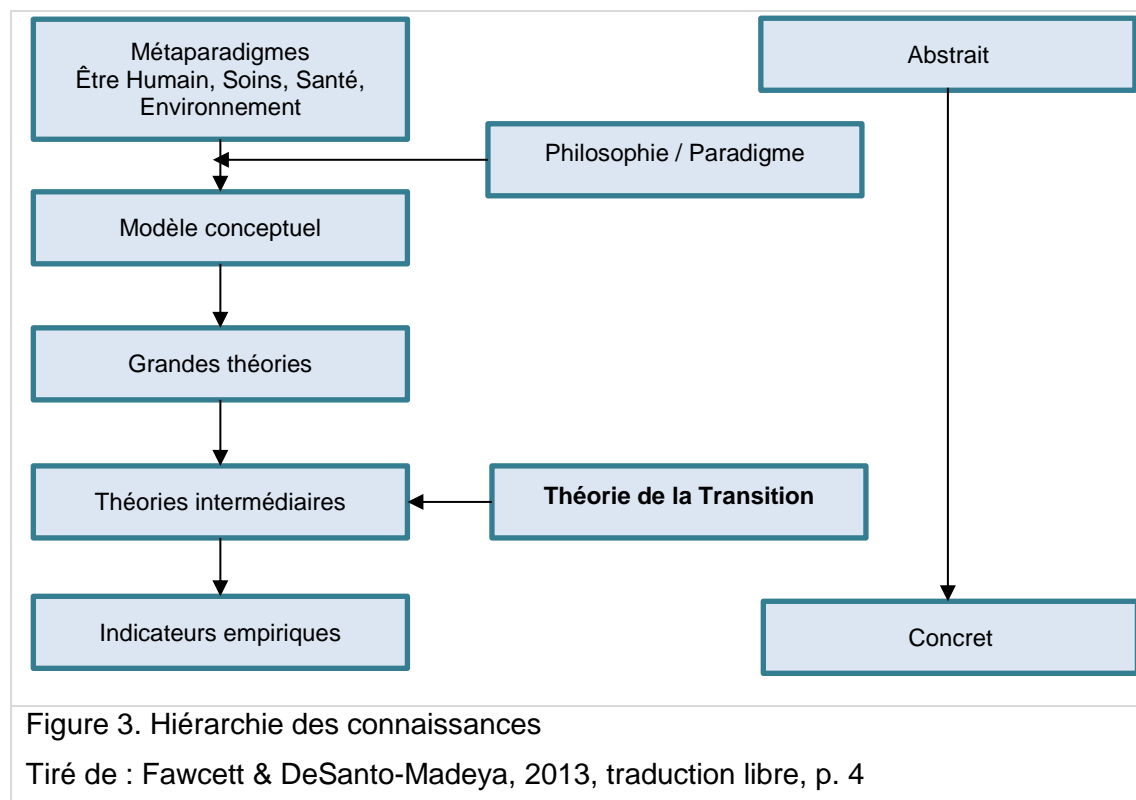 Métaparadigmes
Être Humain, Soins, Santé,
Environnement
Abstrait
Philosophie / Paradigme
Modèle conceptuel
Grandes théories
Théories intermédiaires
Théorie de la Transition
Indicateurs empiriques
Concret
Figure 3. Hiérarchie des connaissances
Tiré de : Fawcett & DeSanto-Madeya, 2013, traduction libre, p. 4